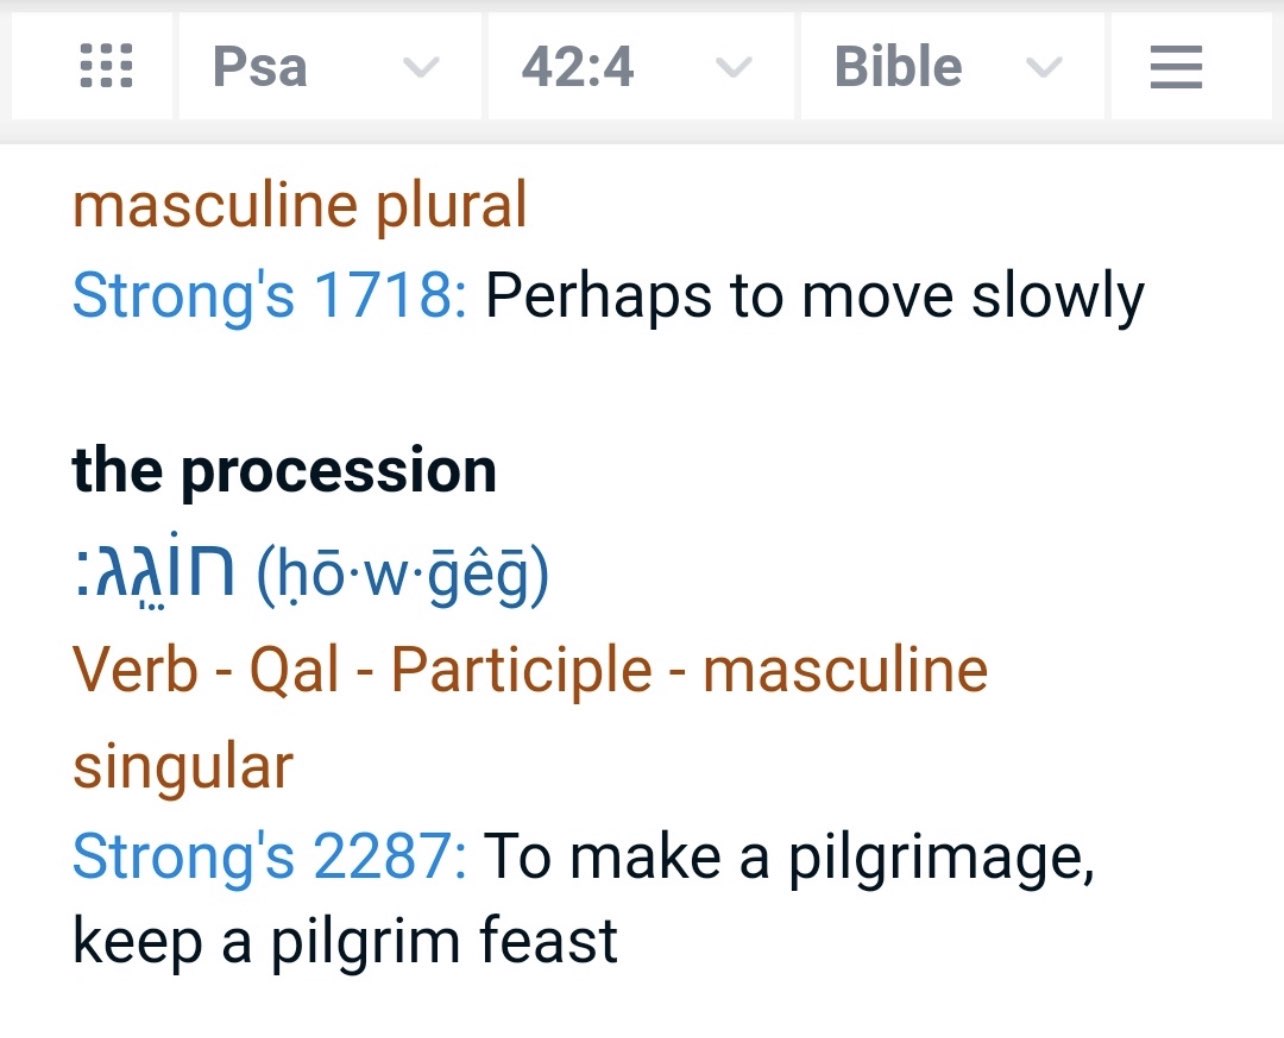 Psa 42:4 Bible
masculine plural
Strong's 1718: Perhaps to move slowly
the procession
חוֹגֵֽג׃ (ḥō·w·ḡêḡ)
Verb - Qal - Participle - masculine
singular
Strong's 2287: To make a pilgrimage,
keep a pilgrim feast